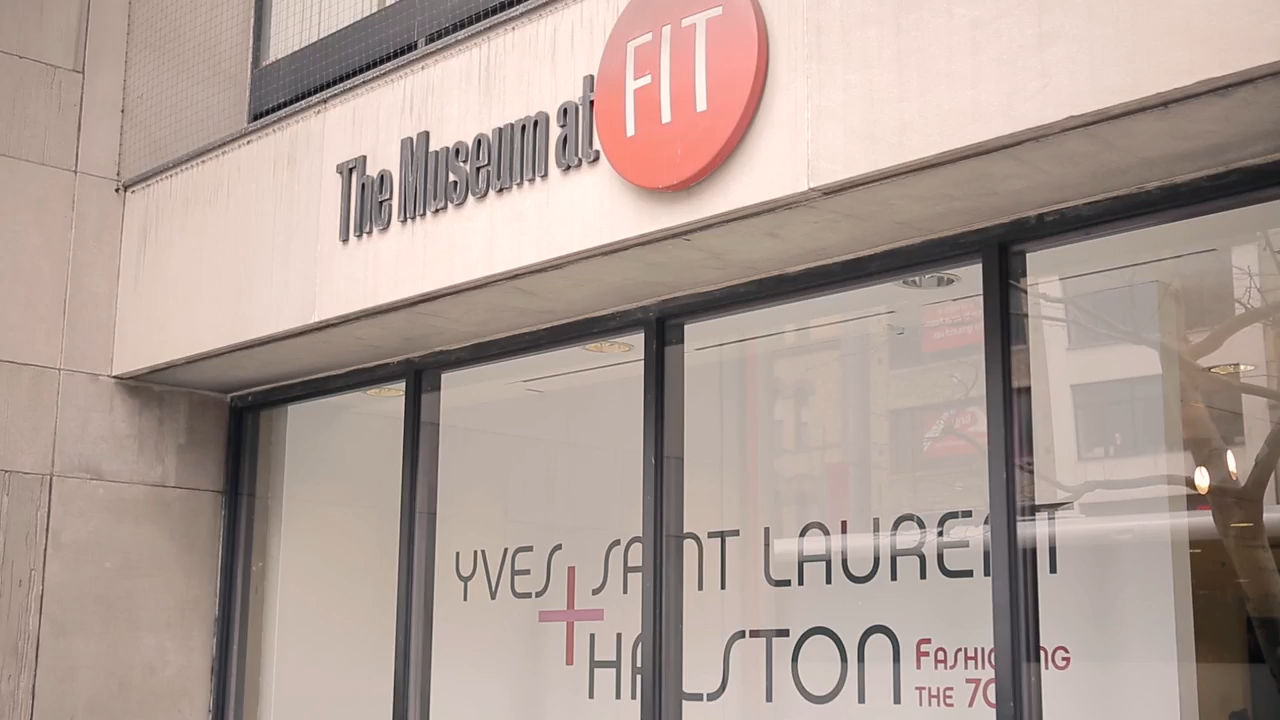 The Museum at FIT
YVES SAINT LAURENT
+
HALSTON
FASHIONING
THE 70